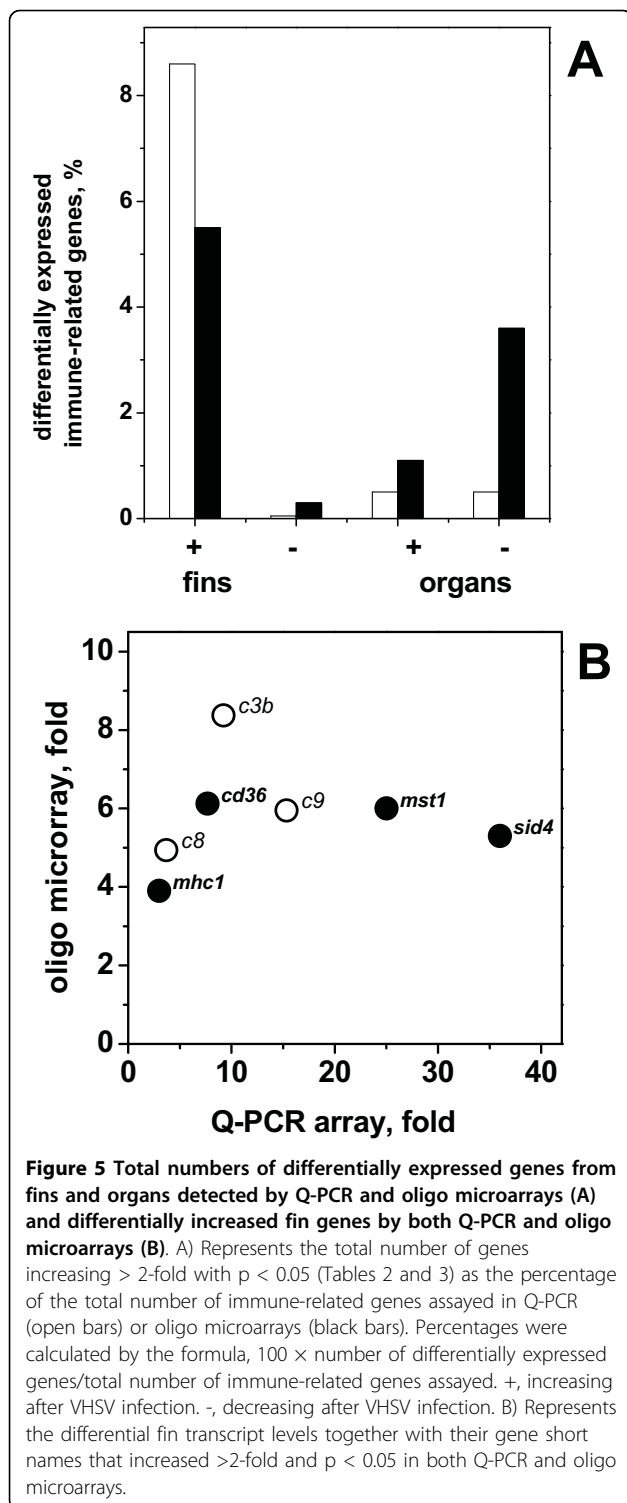 A
differentially expressed
immune-related genes, %
8
6
4
2
0
+ - + -
fins organs
B
oligo microrarray, fold
10
8
6
4
2
0
c3b
cd36
c9
mst1
sid4
c8
mhc1
0 10 20 30 40
Q-PCR array, fold
Figure 5 Total numbers of differentially expressed genes from
fins and organs detected by Q-PCR and oligo microarrays (A)
and differentially increased fin genes by both Q-PCR and oligo
microarrays (B). A) Represents the total number of genes
increasing > 2-fold with p < 0.05 (Tables 2 and 3) as the percentage
of the total number of immune-related genes assayed in Q-PCR
(open bars) or oligo microarrays (black bars). Percentages were
calculated by the formula, 100 × number of differentially expressed
genes/total number of immune-related genes assayed. +, increasing
after VHSV infection. -, decreasing after VHSV infection. B) Represents
the differential fin transcript levels together with their gene short
names that increased >2-fold and p < 0.05 in both Q-PCR and oligo
microarrays.